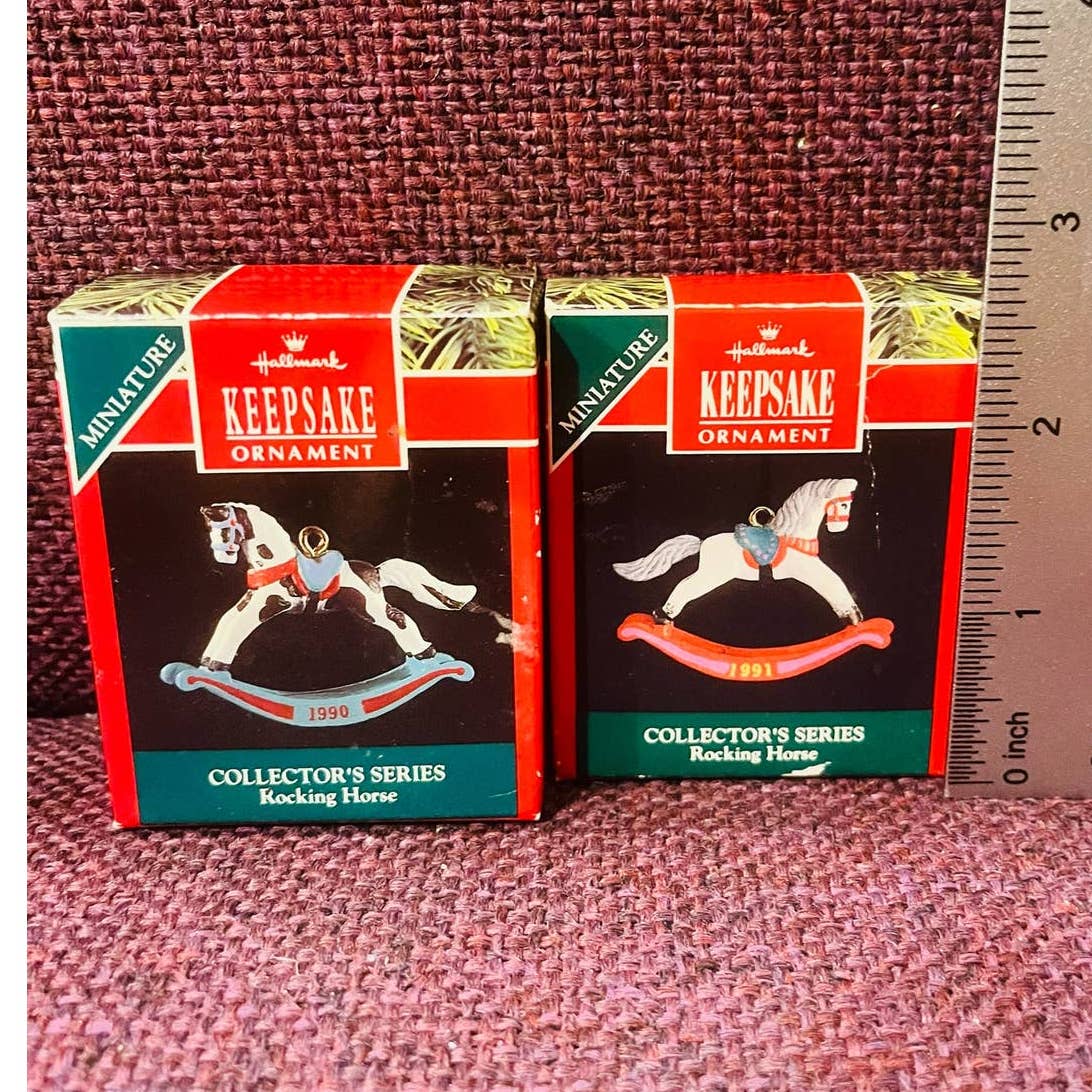 MINIATURE
Hallmark
KEEPSAKE
ORNAMENT
1990
COLLECTOR'S SERIES
Rocking Horse
MINIATURE
Hallmark
KEEPSAKE
ORNAMENT
1991
COLLECTOR'S SERIES
Rocking Horse
3
2
1
0 inch